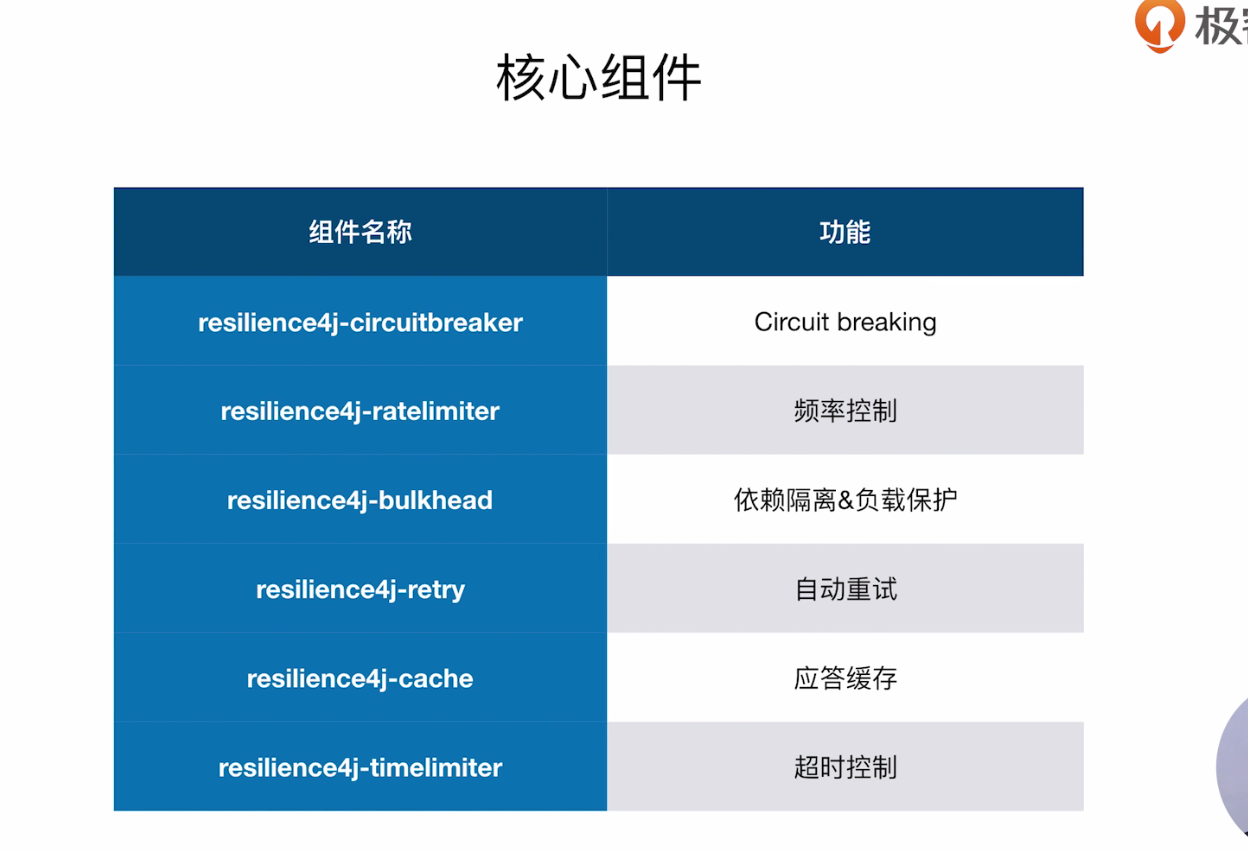 极
核心组件
组件名称 功能
resilience4j-circuitbreaker Circuit breaking
resilience4j-ratelimiter 频率控制
resilience4j-bulkhead 依赖隔离&负载保护
resilience4j-retry 自动重试
resilience4j-cache 应答缓存
resilience4j-timelimiter 超时控制